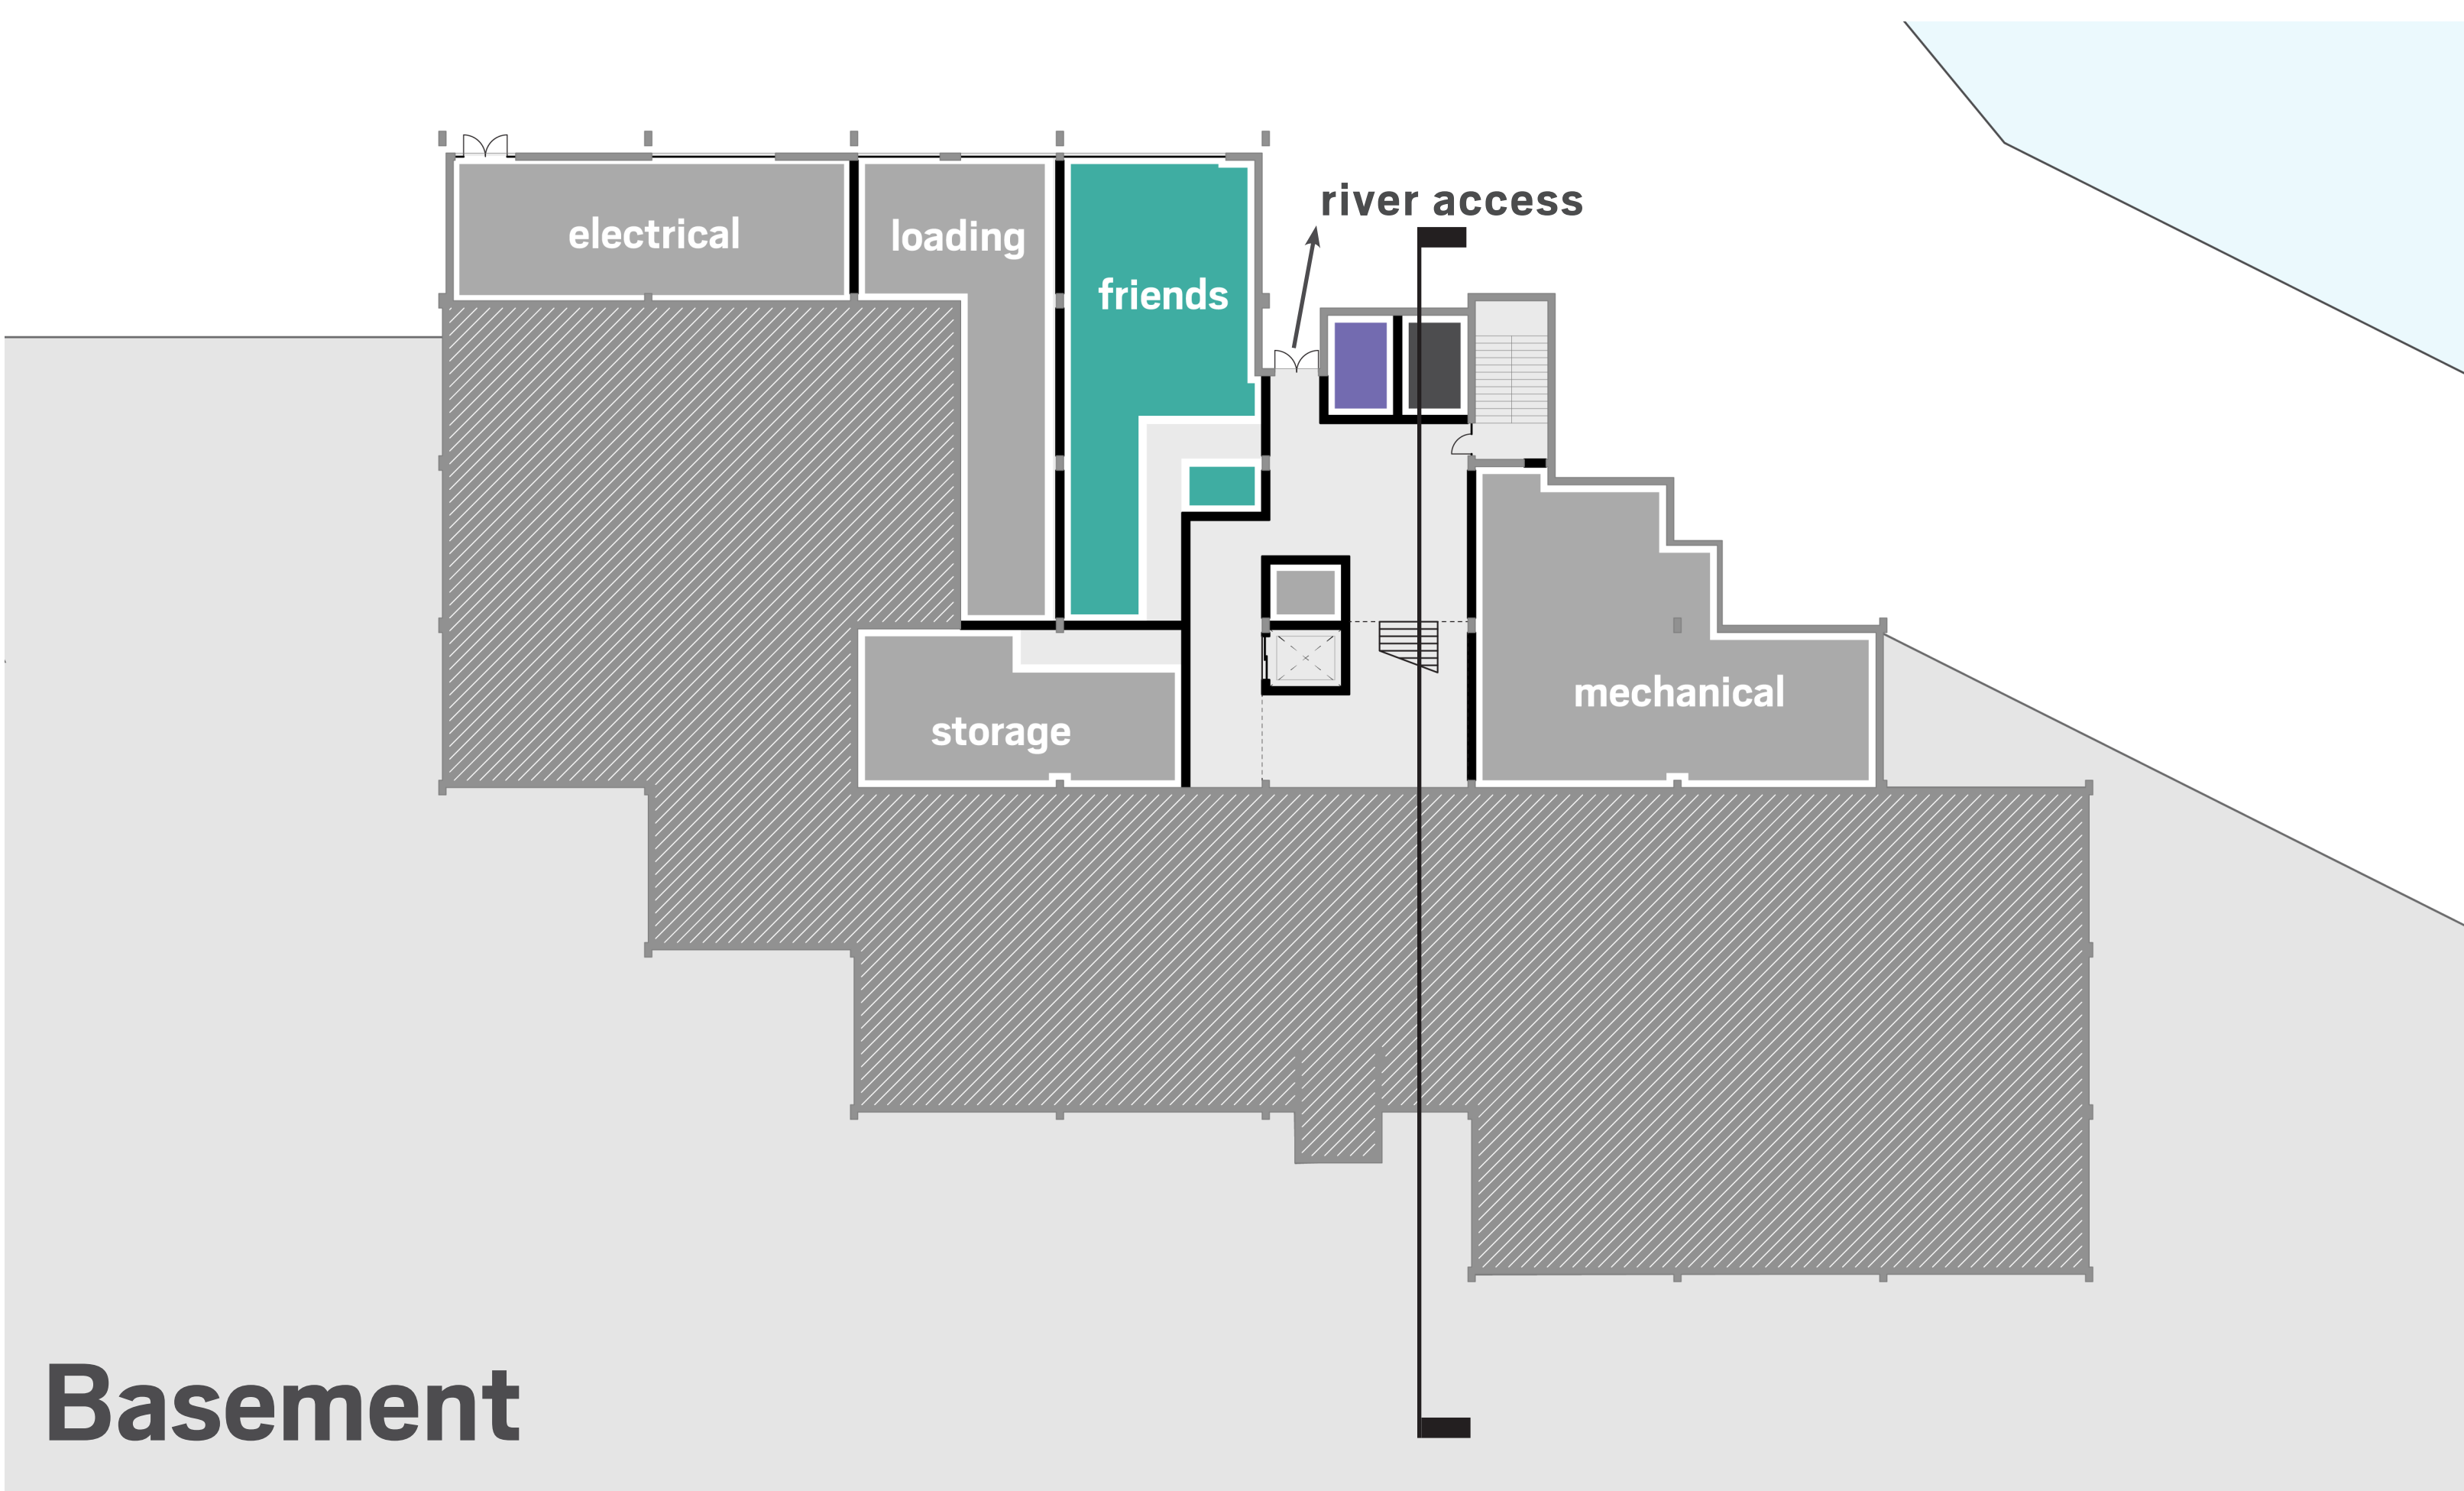 river access
electrical
loading
friends
mechanical
storage
Basement